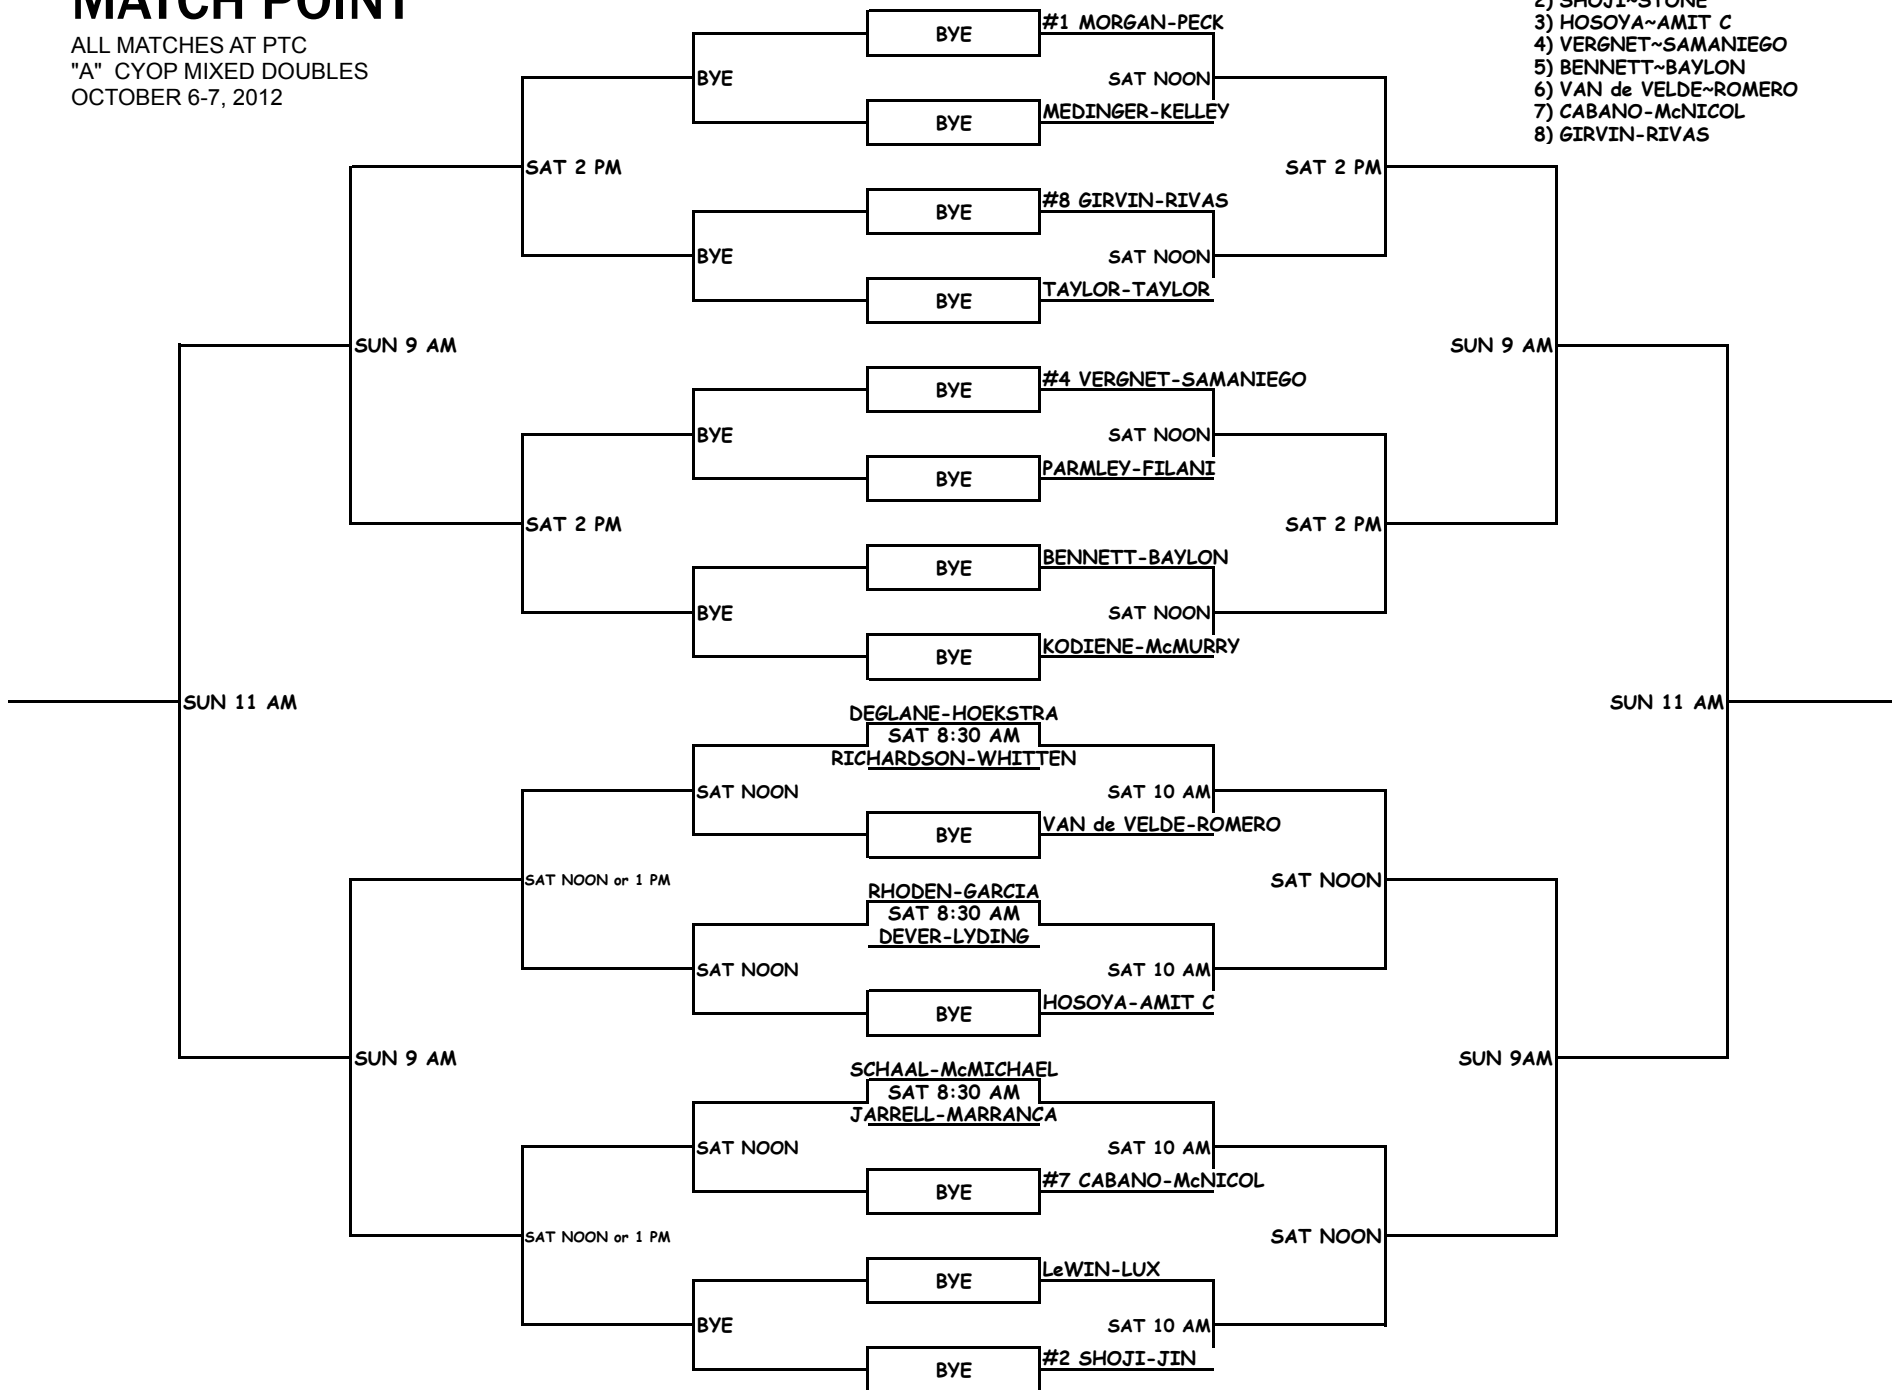 MATCH POINT
ALL MATCHES AT PTC
"A" CYOP MIXED DOUBLES
OCTOBER 6-7, 2012
2) SHOJI~STONE
3) HOSOYA~AMIT C
4) VERGNET~SAMANIEGO
5) BENNETT~BAYLON
6) VAN de VELDE~ROMERO
7) CABANO-McNICOL
8) GIRVIN-RIVAS
BYE
#1 MORGAN-PECK
BYE
SAT NOON
BYE
MEDINGER-KELLEY
SAT 2 PM
SAT 2 PM
BYE
#8 GIRVIN-RIVAS
BYE
SAT NOON
BYE
TAYLOR-TAYLOR
SUN 9 AM
SUN 9 AM
BYE
#4 VERGNET-SAMANIEGO
BYE
SAT NOON
BYE
PARMLEY-FILANI
SAT 2 PM
SAT 2 PM
BYE
BENNETT-BAYLON
BYE
SAT NOON
BYE
KODIENE-McMURRY
SUN 11 AM
SUN 11 AM
DEGLANE-HOEKSTRA
SAT 8:30 AM
RICHARDSON-WHITTEN
SAT NOON
SAT 10 AM
BYE
VAN de VELDE-ROMERO
SAT NOON or 1 PM
SAT NOON
RHODEN-GARCIA
SAT 8:30 AM
DEVER-LYDING
SAT NOON
SAT 10 AM
BYE
HOSOYA-AMIT C
SUN 9 AM
SUN 9AM
SCHAAL-McMICHAEL
SAT 8:30 AM
JARRELL-MARRANCA
SAT NOON
SAT 10 AM
BYE
#7 CABANO-McNICOL
SAT NOON or 1 PM
SAT NOON
BYE
LeWIN-LUX
BYE
SAT 10 AM
BYE
#2 SHOJI-JIN